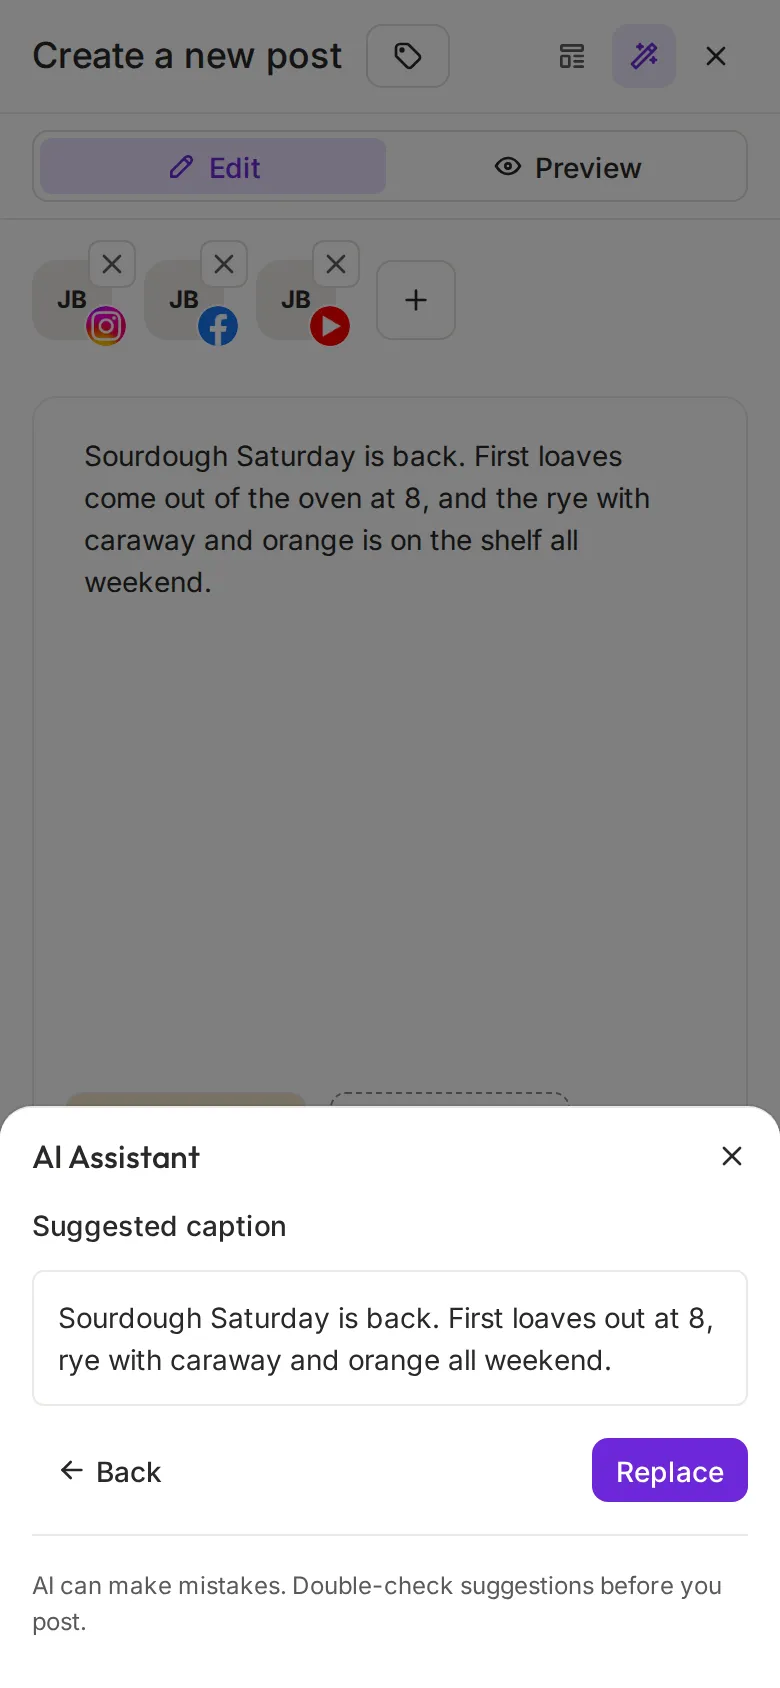 Create a new post
Edit
Preview
JB
JB
JB
Sourdough Saturday is back. First loaves
come out of the oven at 8, and the rye with
caraway and orange is on the shelf all
weekend.
AI Assistant
Suggested caption
Sourdough Saturday is back. First loaves out at 8,
rye with caraway and orange all weekend.
Back
Replace
AI can make mistakes. Double-check suggestions before you
post.